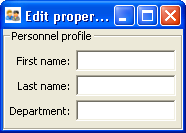 Edit proper...
Personnel profile
First name:
Last name:
Department: